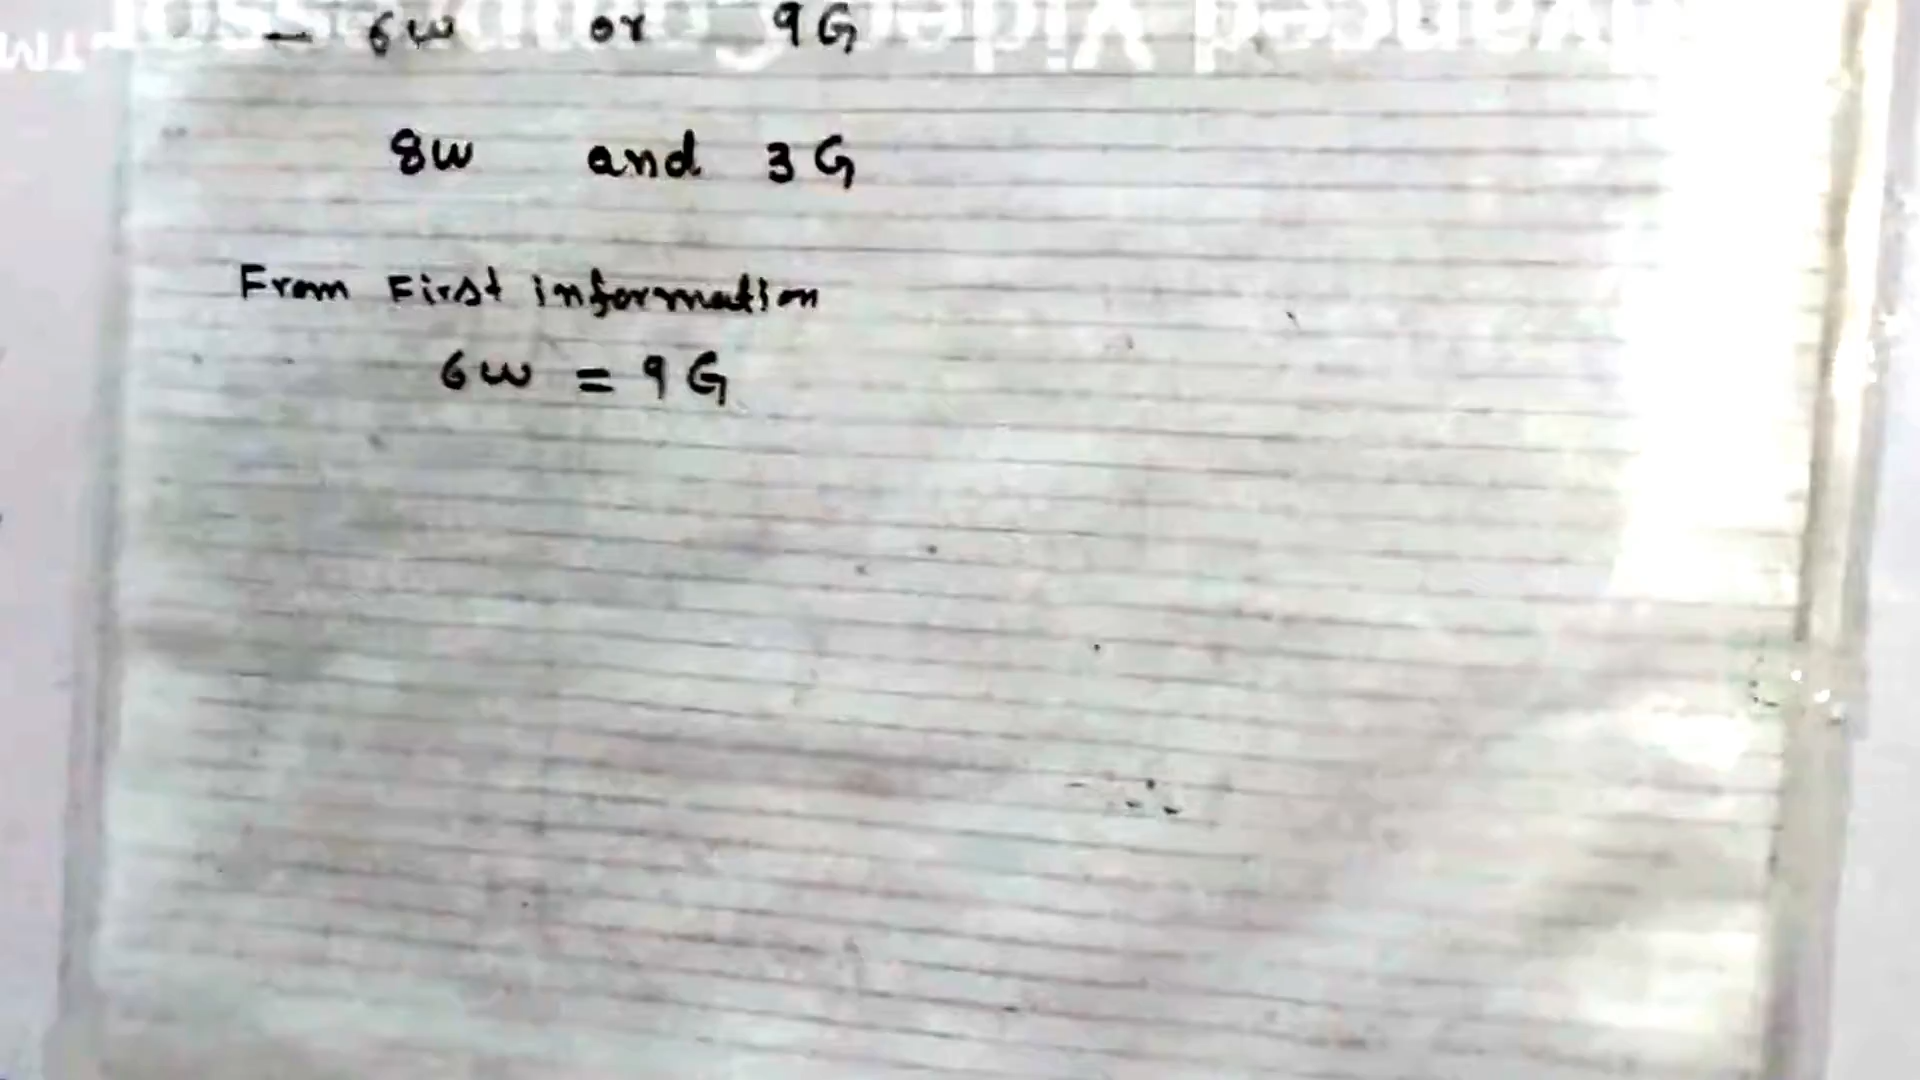 - 6w or 9G
8w and 3G
From First information
6w = 9G